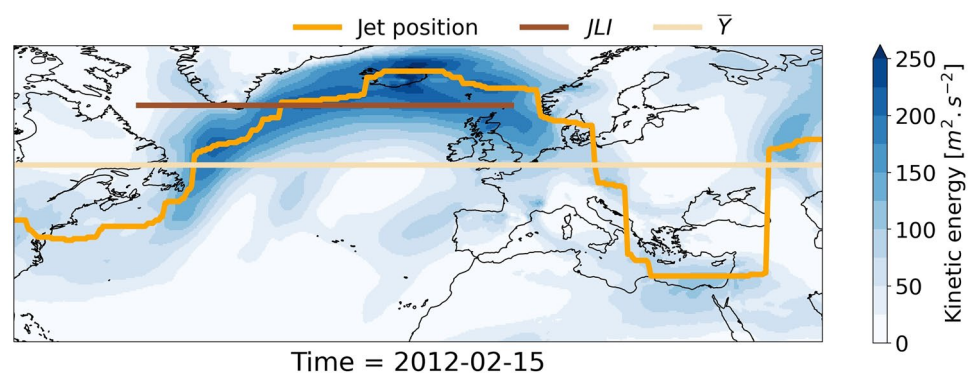 Jet position JLI Y̅
250
200
150
100
50
0
Kinetic energy [m².s⁻²]
Time = 2012-02-15